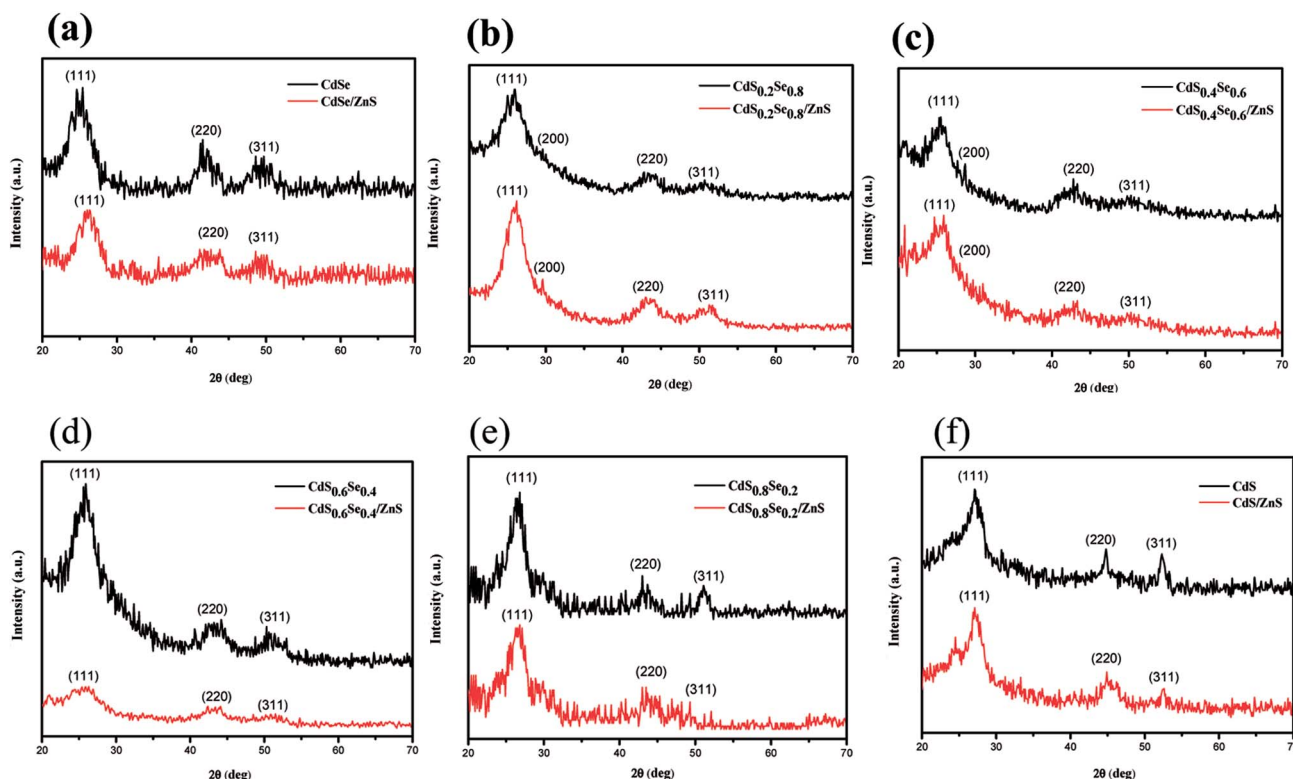 (a)
(111)
CdSe
CdSe/ZnS
(220)
(311)
(111)
(220)
(311)
Intensity (a.u.)
20 30 40 50 60 70
2θ (deg)
(b)
(111)
CdS0.2Se0.8
CdS0.2Se0.8/ZnS
(200)
(220)
(311)
(111)
(200)
(220)
(311)
Intensity (a.u.)
20 30 40 50 60 70
2θ (deg)
(c)
CdS0.4Se0.6
CdS0.4Se0.6/ZnS
(111)
(200)
(220)
(311)
(111)
(200)
(220)
(311)
Intensity (a.u.)
20 30 40 50 60 70
2θ (deg)
(d)
(111)
CdS0.6Se0.4
CdS0.6Se0.4/ZnS
(220)
(311)
(111)
(220)
(311)
Intensity (a.u.)
20 30 40 50 60 70
2θ (deg)
(e)
(111)
CdS0.8Se0.2
CdS0.8Se0.2/ZnS
(220)
(311)
(111)
(220)
(311)
Intensity (a.u.)
20 30 40 50 60 70
2θ (deg)
(f)
(111)
CdS
CdS/ZnS
(220)
(311)
(111)
(220)
(311)
Intensity (a.u.)
20 30 40 50 60 70
2θ (deg)